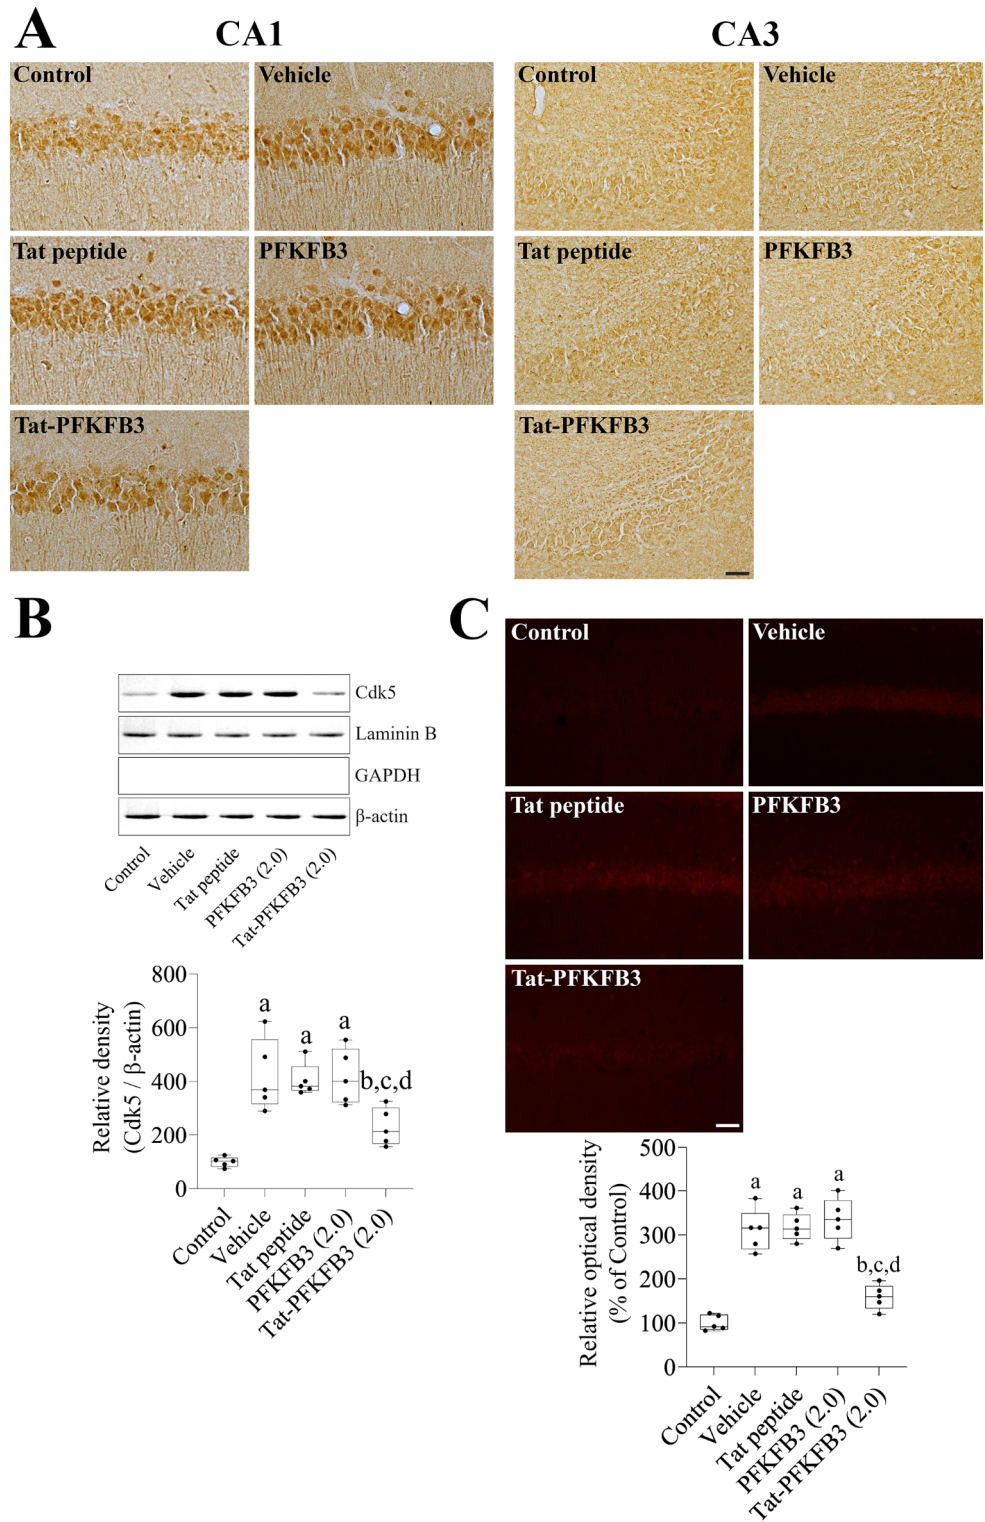 A
CA1
CA3
Control
Vehicle
Control
Vehicle
Tat peptide
PFKFB3
Tat peptide
PFKFB3
Tat-PFKFB3
Tat-PFKFB3
B
Cdk5
Laminin B
GAPDH
β-actin
Control
Vehicle
Tat peptide
PFKFB3 (2.0)
Tat-PFKFB3 (2.0)
Relative density
(Cdk5 / β-actin)
800
600
400
200
0
a
a
a
b,c,d
Control
Vehicle
Tat peptide
PFKFB3 (2.0)
Tat-PFKFB3 (2.0)
C
Control
Vehicle
Tat peptide
PFKFB3
Tat-PFKFB3
Relative optical density
(% of Control)
500
400
300
200
100
0
a
a
a
b,c,d
Control
Vehicle
Tat peptide
PFKFB3 (2.0)
Tat-PFKFB3 (2.0)